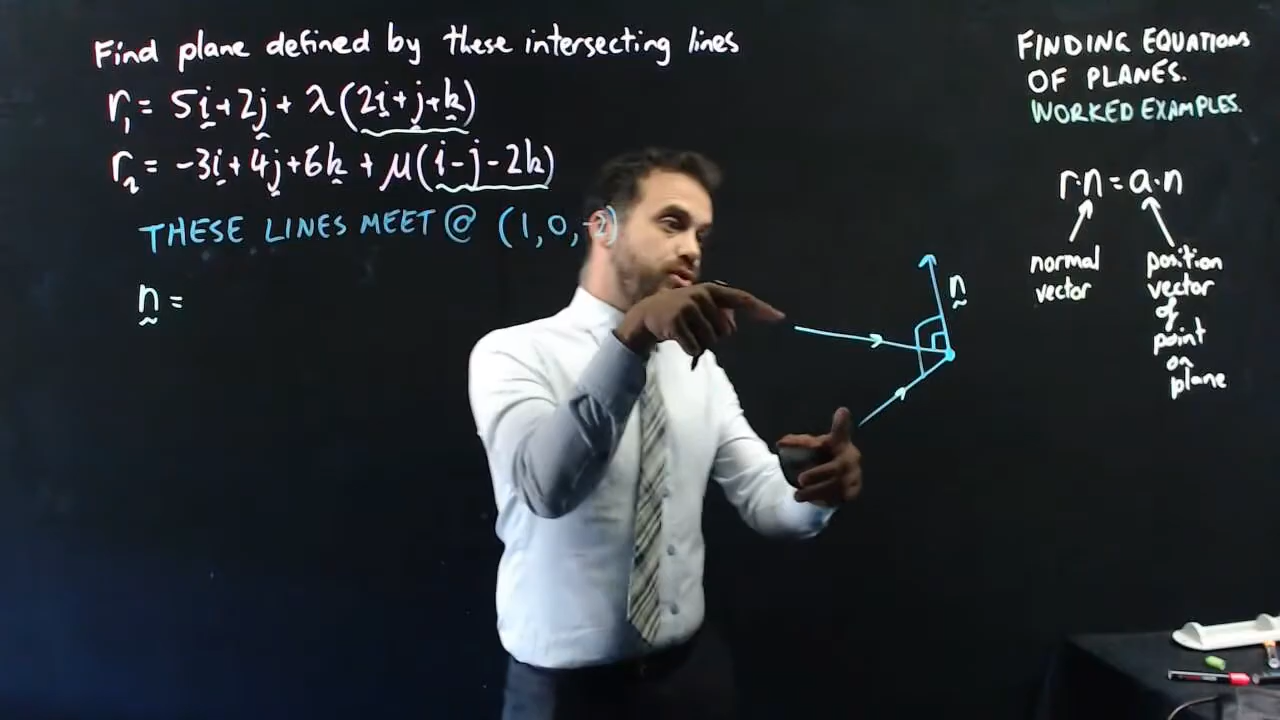 Find plane defined by these intersecting lines
r₁ = 5i + 2j + λ(2i + j + k)
r₂ = -3i + 4j + 6k + μ(i - j - 2k)
THESE LINES MEET @ (1, 0, -2)
n =
n
FINDING EQUATIONS
OF PLANES.
WORKED EXAMPLES.
r·n = a·n
normal
vector
position
vector
of
point
on
plane